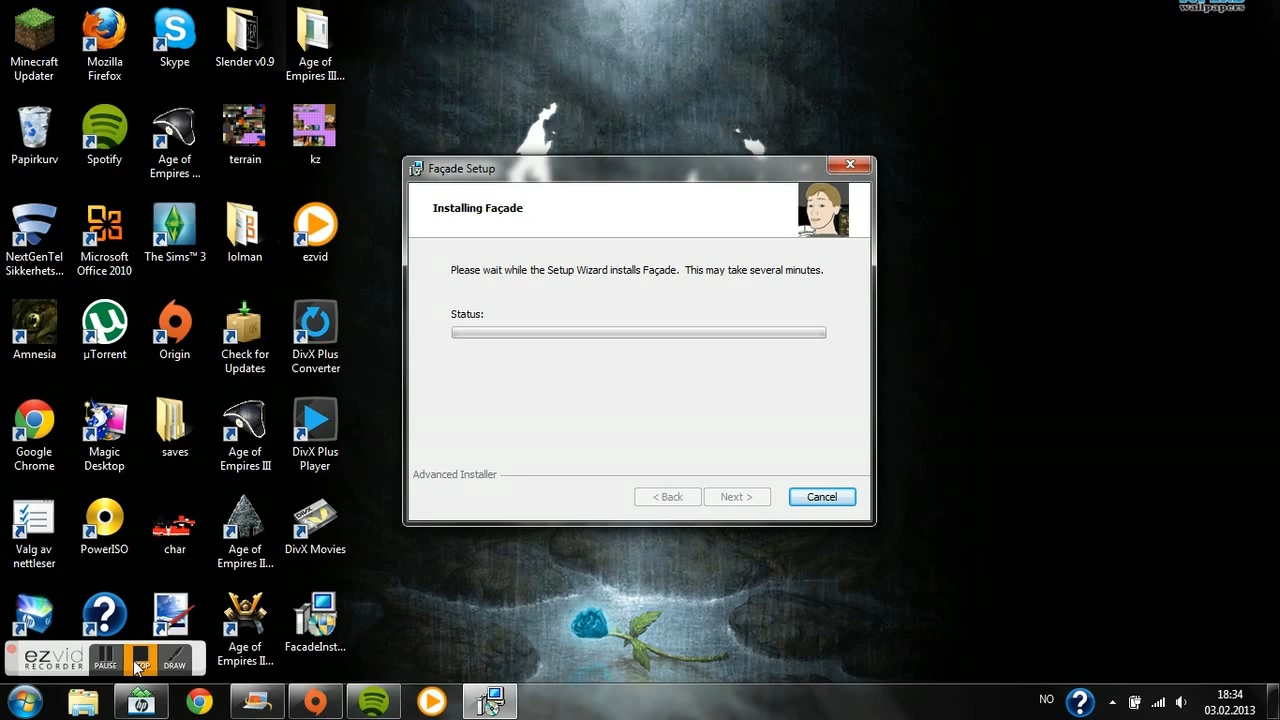 wallpapers
Minecraft
Updater
Mozilla
Firefox
Skype
Slender v0.9
Age of
Empires III...
Papirkurv
Spotify
Age of
Empires ...
terrain
kz
NextGenTel
Sikkerhets...
Microsoft
Office 2010
The Sims™ 3
lolman
ezvid
Amnesia
µTorrent
Origin
Check for
Updates
DivX Plus
Converter
Google
Chrome
Magic
Desktop
saves
Age of
Empires III
DivX Plus
Player
Valg av
nettleser
PowerISO
char
Age of
Empires II...
DivX Movies
Age of
Empires II...
FacadeInst...
Façade Setup
Installing Façade
Please wait while the Setup Wizard installs Façade. This may take several minutes.
Status:
Advanced Installer
< Back
Next >
Cancel
ezvid
RECORDER
PAUSE
STOP
DRAW
NO
18:34
03.02.2013